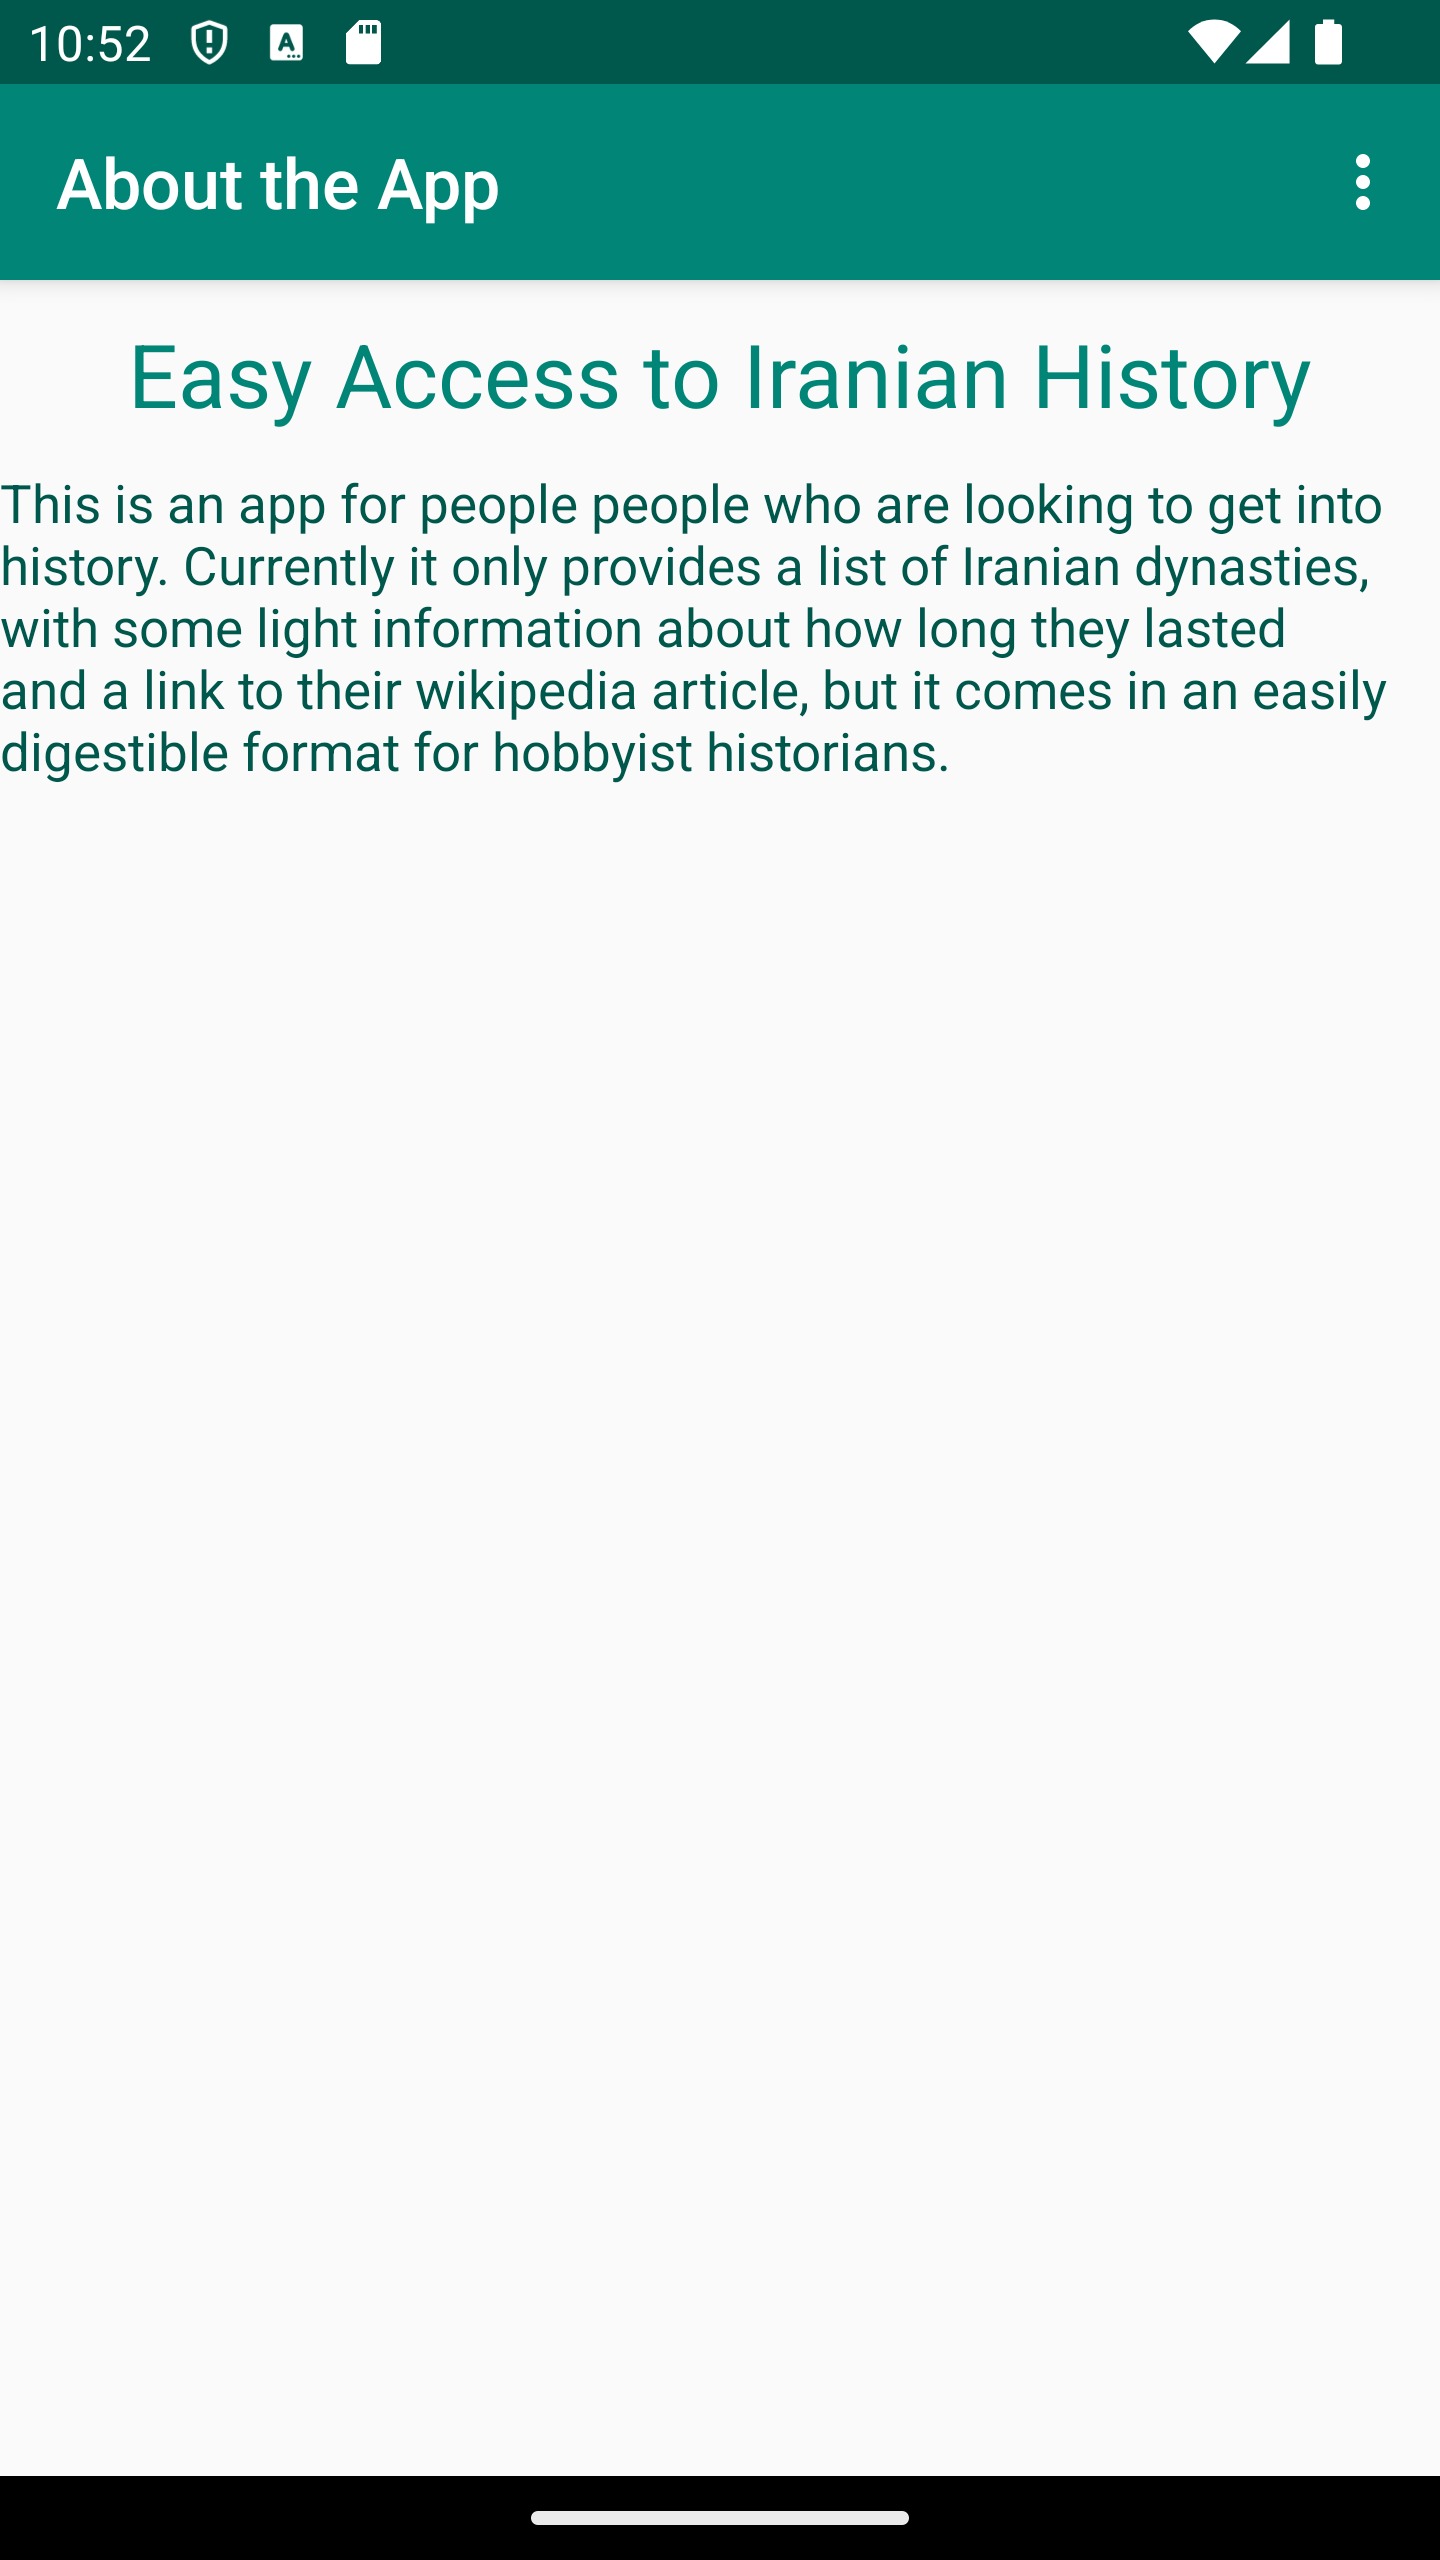 10:52
About the App
Easy Access to Iranian History
This is an app for people people who are looking to get into
history. Currently it only provides a list of Iranian dynasties,
with some light information about how long they lasted
and a link to their wikipedia article, but it comes in an easily
digestible format for hobbyist historians.